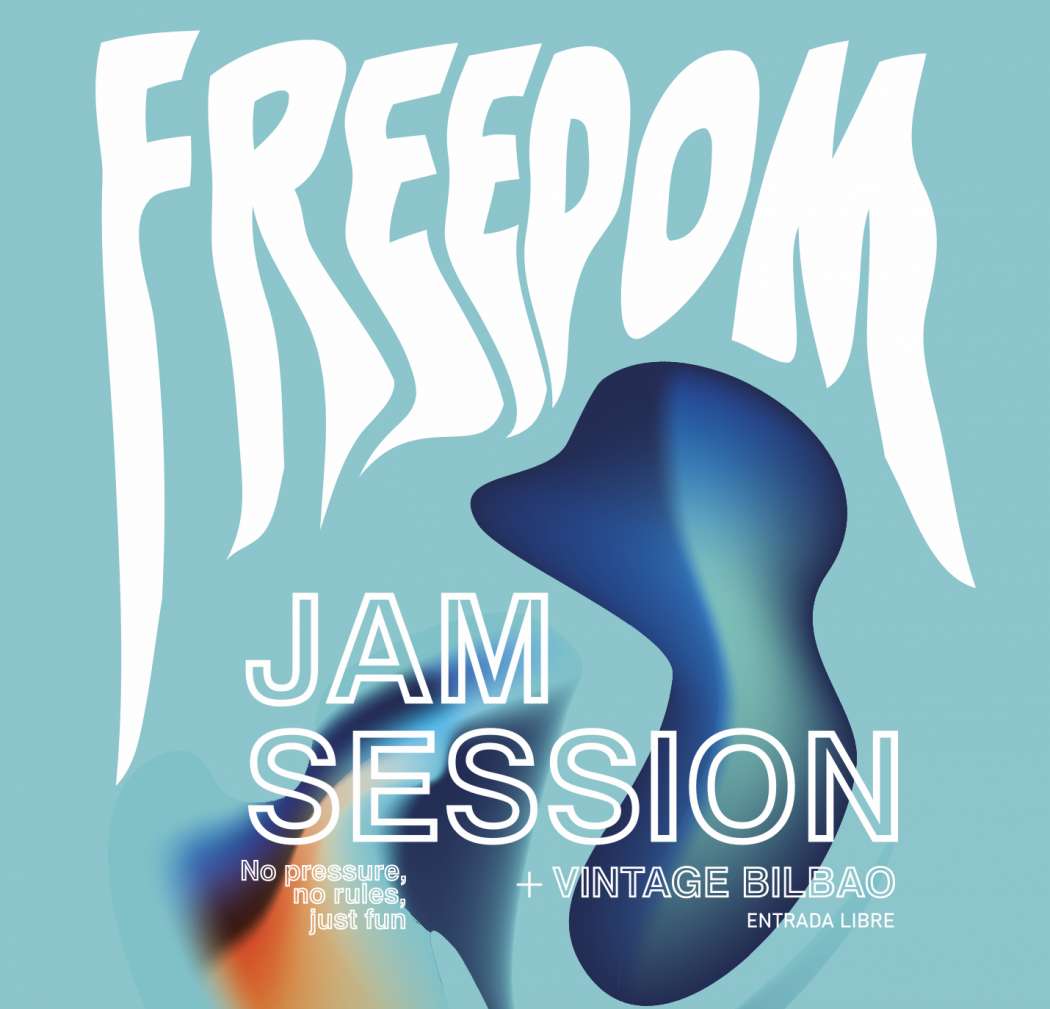 FREEDOM
JAM
SESSION
No pressure,
no rules,
just fun
+ VINTAGE BILBAO
ENTRADA LIBRE